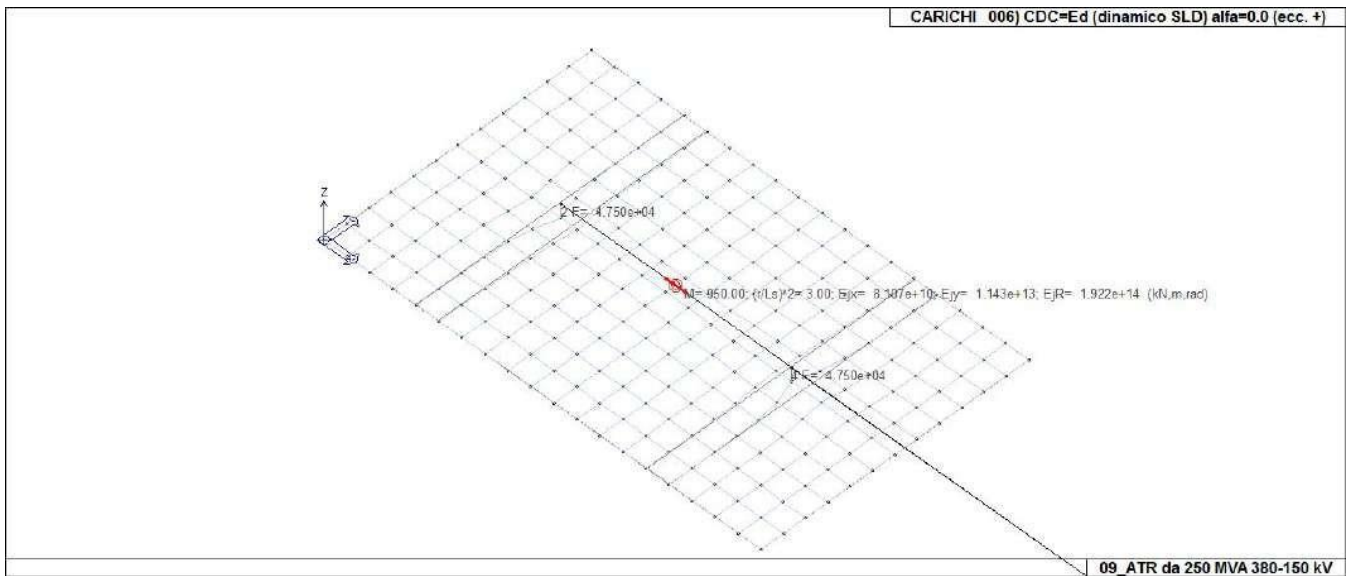 CARICHI 006) CDC=Ed (dinamico SLD) alfa=0.0 (ecc. +)
Z
2 F= 4.750e+04
M= 950.00; (r/Ls)^2= 3.00; Ejx= 8.107e+10; Ejy= 1.143e+13; EjR= 1.922e+14 (kN,m,rad)
4 F= 4.750e+04
09_ATR da 250 MVA 380-150 kV